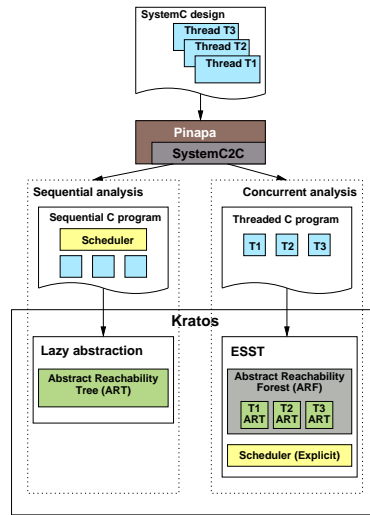 SystemC design
Thread T3
Thread T2
Thread T1
Pinapa
SystemC2C
Sequential analysis
Concurrent analysis
Sequential C program
Scheduler
Threaded C program
T1 T2 T3
Kratos
Lazy abstraction
Abstract Reachability
Tree (ART)
ESST
Abstract Reachability
Forest (ARF)
T1 T2 T3
ART ART ART
Scheduler (Explicit)